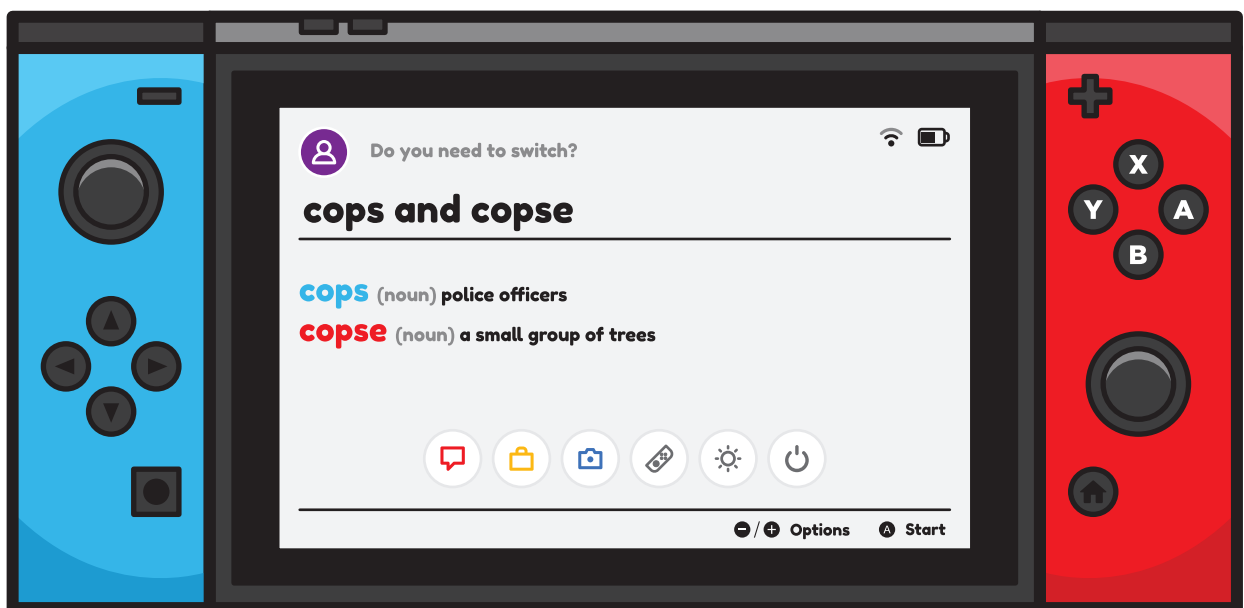 Do you need to switch?
cops and copse
cops (noun) police officers
copse (noun) a small group of trees
/ Options A Start
X
Y A
B